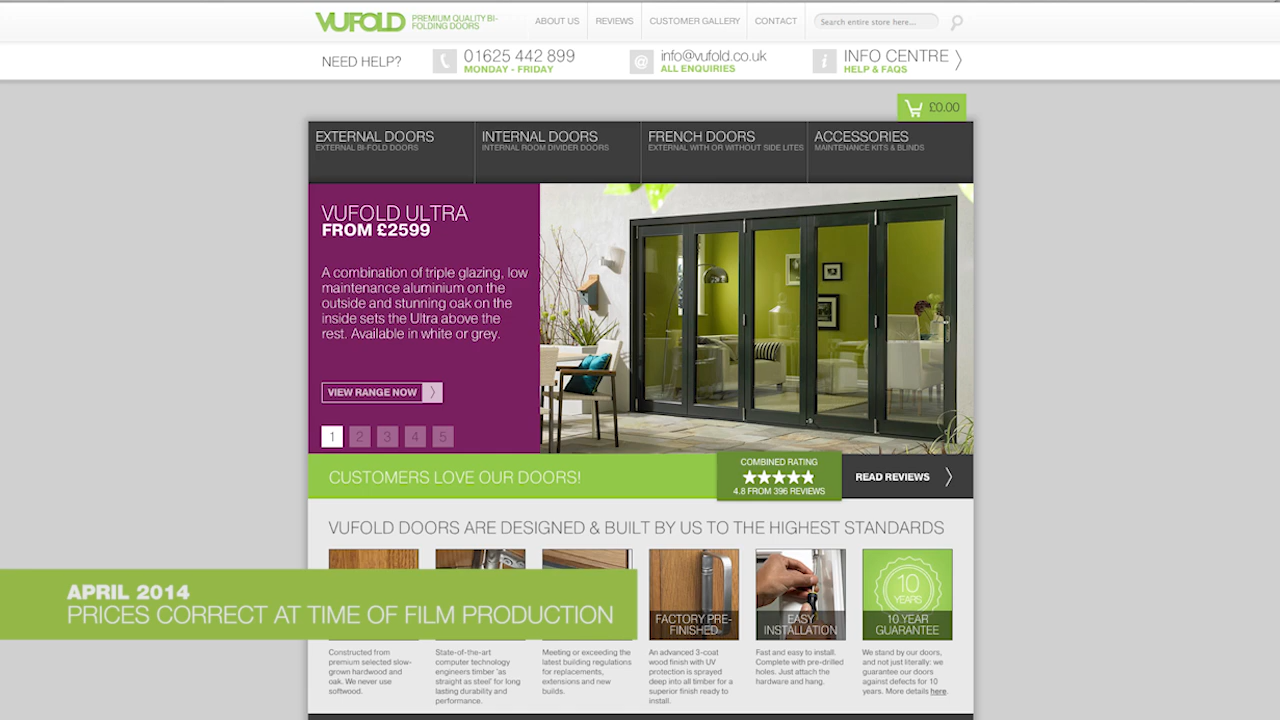 VUFOLD
PREMIUM QUALITY BI-
FOLDING DOORS
ABOUT US
REVIEWS
CUSTOMER GALLERY
CONTACT
Search entire store here...
NEED HELP?
01625 442 899
MONDAY - FRIDAY
@
info@vufold.co.uk
ALL ENQUIRIES
i
INFO CENTRE
HELP & FAQS
£0.00
EXTERNAL DOORS
EXTERNAL BI-FOLD DOORS
INTERNAL DOORS
INTERNAL ROOM DIVIDER DOORS
FRENCH DOORS
EXTERNAL WITH OR WITHOUT SIDE LITES
ACCESSORIES
MAINTENANCE KITS & BLINDS
VUFOLD ULTRA
FROM £2599
A combination of triple glazing, low
maintenance aluminium on the
outside and stunning oak on the
inside sets the Ultra above the
rest. Available in white or grey.
VIEW RANGE NOW
1 2 3 4 5
CUSTOMERS LOVE OUR DOORS!
COMBINED RATING
4.8 FROM 396 REVIEWS
READ REVIEWS
VUFOLD DOORS ARE DESIGNED & BUILT BY US TO THE HIGHEST STANDARDS
APRIL 2014
PRICES CORRECT AT TIME OF FILM PRODUCTION
FACTORY PRE-
FINISHED
EASY
INSTALLATION
10
YEARS
10 YEAR
GUARANTEE
Constructed from
premium selected slow-
grown hardwood and
oak. We never use
softwood.
State-of-the-art
computer technology
engineers timber 'as
straight as steel' for long
lasting durability and
performance.
Meeting or exceeding the
latest building regulations
for replacements,
extensions and new
builds.
An advanced 3-coat
wood finish with UV
protection is sprayed
deep into all timber for a
superior finish ready to
install.
Fast and easy to install.
Complete with pre-drilled
holes. Just attach the
hardware and hang.
We stand by our doors,
and not just literally: we
guarantee our doors
against defects for 10
years. More details here.